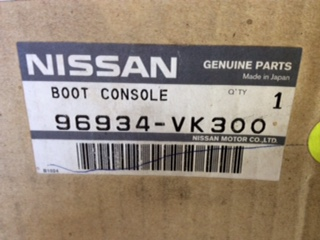 NISSAN
GENUINE PARTS
Made in Japan
BOOT CONSOLE
Q'TY
1
96934-VK300
NISSAN MOTOR CO.,LTD.